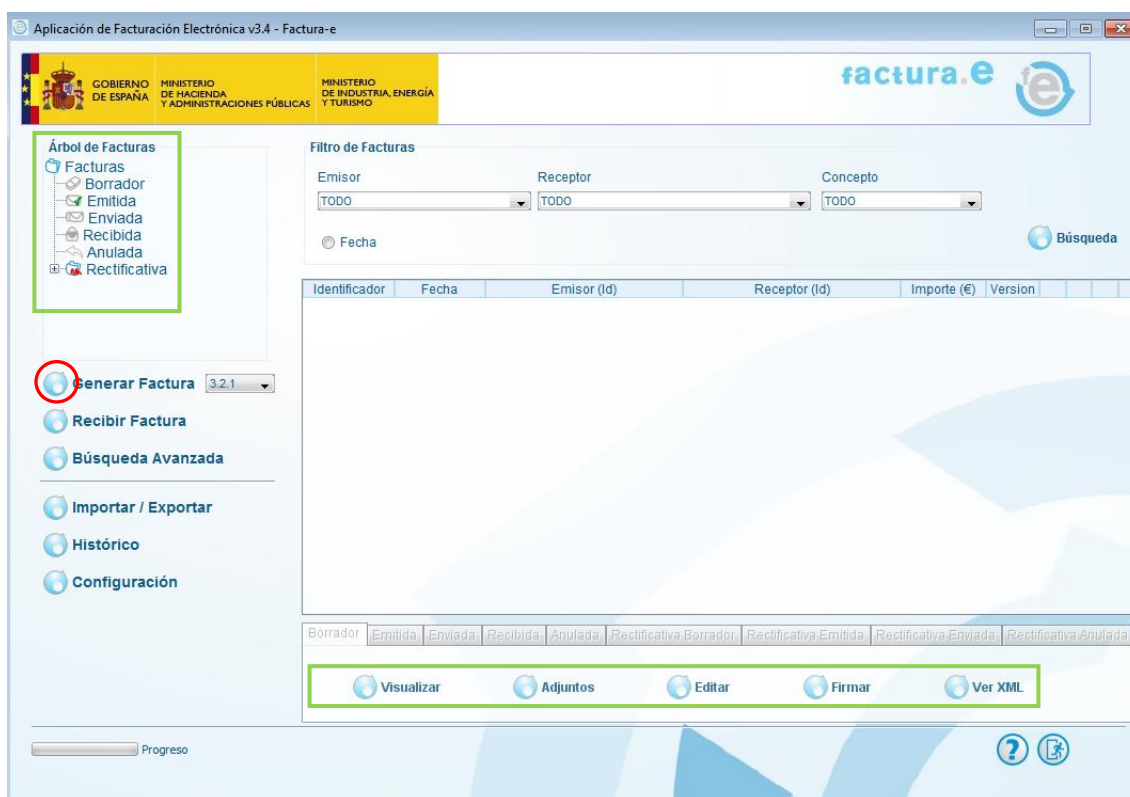 Aplicación de Facturación Electrónica v3.4 - Factura-e
GOBIERNO DE ESPAÑA
MINISTERIO DE HACIENDA Y ADMINISTRACIONES PÚBLICAS
MINISTERIO DE INDUSTRIA, ENERGÍA Y TURISMO
factura.e
e
Árbol de Facturas
Facturas
Borrador
Emitida
Enviada
Recibida
Anulada
Rectificativa
Filtro de Facturas
Emisor Receptor Concepto
TODO TODO TODO
Fecha
Búsqueda
Identificador Fecha Emisor (Id) Receptor (Id) Importe (€) Version
Generar Factura 3.2.1
Recibir Factura
Búsqueda Avanzada
Importar / Exportar
Histórico
Configuración
Borrador Emitida Enviada Recibida Anulada Rectificativa Borrador Rectificativa Emitida Rectificativa Enviada Rectificativa Anulada
Visualizar Adjuntos Editar Firmar Ver XML
Progreso
?